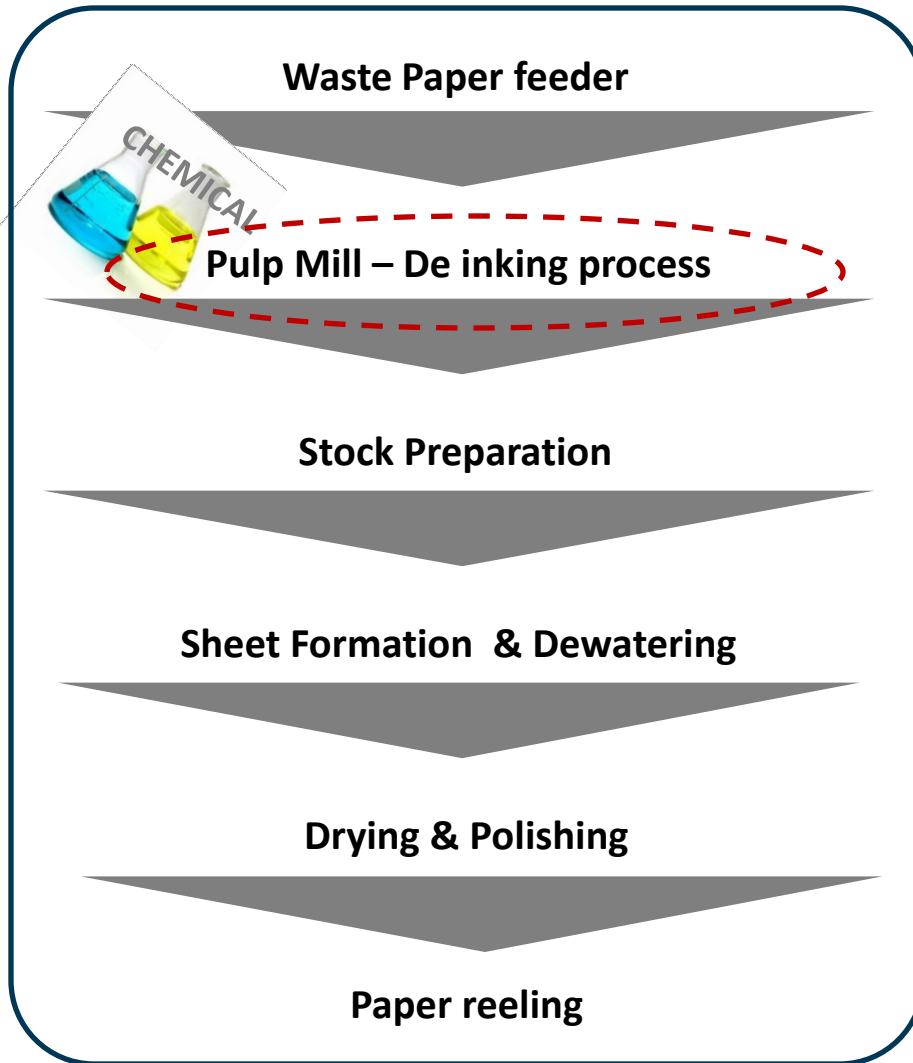 Waste Paper feeder
CHEMICAL
Pulp Mill – De inking process
Stock Preparation
Sheet Formation & Dewatering
Drying & Polishing
Paper reeling